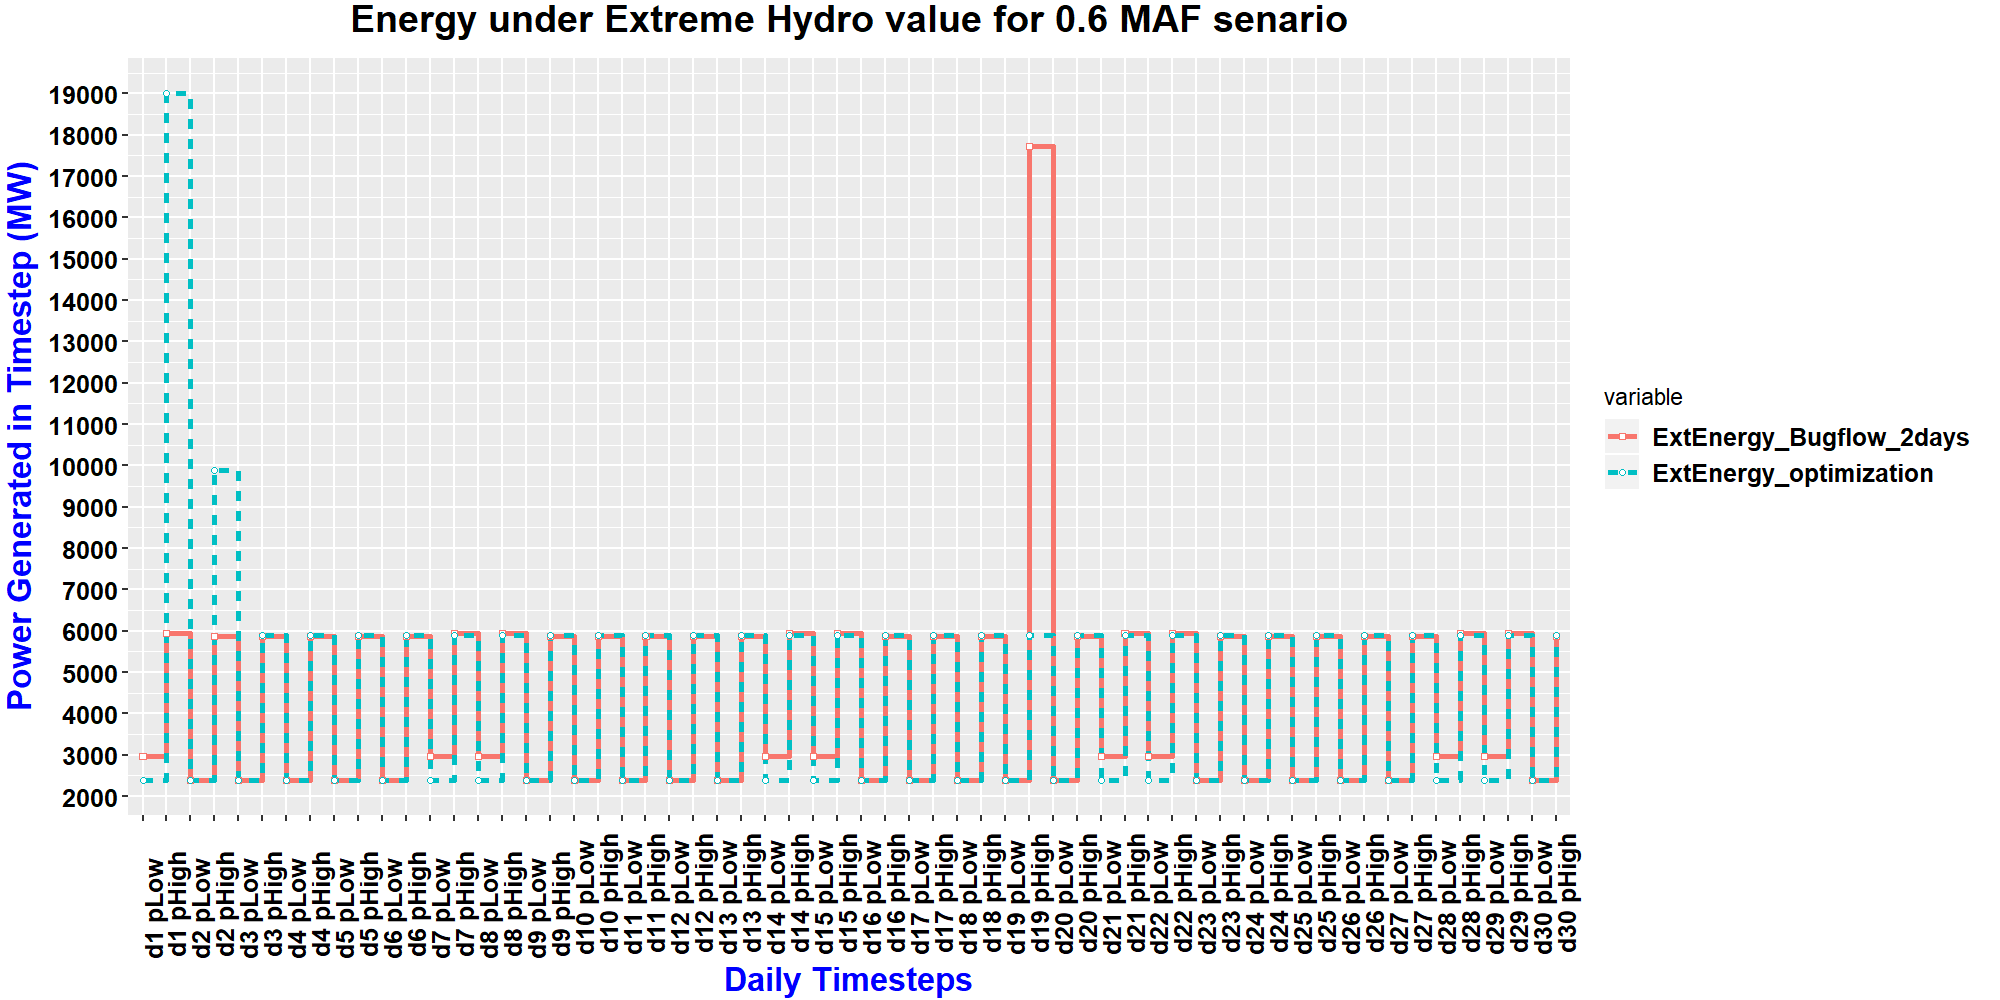 Energy under Extreme Hydro value for 0.6 MAF senario
Power Generated in Timestep (MW)
19000
18000
17000
16000
15000
14000
13000
12000
11000
10000
9000
8000
7000
6000
5000
4000
3000
2000
d1 pLow
d1 pHigh
d2 pLow
d2 pHigh
d3 pLow
d3 pHigh
d4 pLow
d4 pHigh
d5 pLow
d5 pHigh
d6 pLow
d6 pHigh
d7 pLow
d7 pHigh
d8 pLow
d8 pHigh
d9 pLow
d9 pHigh
d10 pLow
d10 pHigh
d11 pLow
d11 pHigh
d12 pLow
d12 pHigh
d13 pLow
d13 pHigh
d14 pLow
d14 pHigh
d15 pLow
d15 pHigh
d16 pLow
d16 pHigh
d17 pLow
d17 pHigh
d18 pLow
d18 pHigh
d19 pLow
d19 pHigh
d20 pLow
d20 pHigh
d21 pLow
d21 pHigh
d22 pLow
d22 pHigh
d23 pLow
d23 pHigh
d24 pLow
d24 pHigh
d25 pLow
d25 pHigh
d26 pLow
d26 pHigh
d27 pLow
d27 pHigh
d28 pLow
d28 pHigh
d29 pLow
d29 pHigh
d30 pLow
d30 pHigh
Daily Timesteps
variable
ExtEnergy_Bugflow_2days
ExtEnergy_optimization